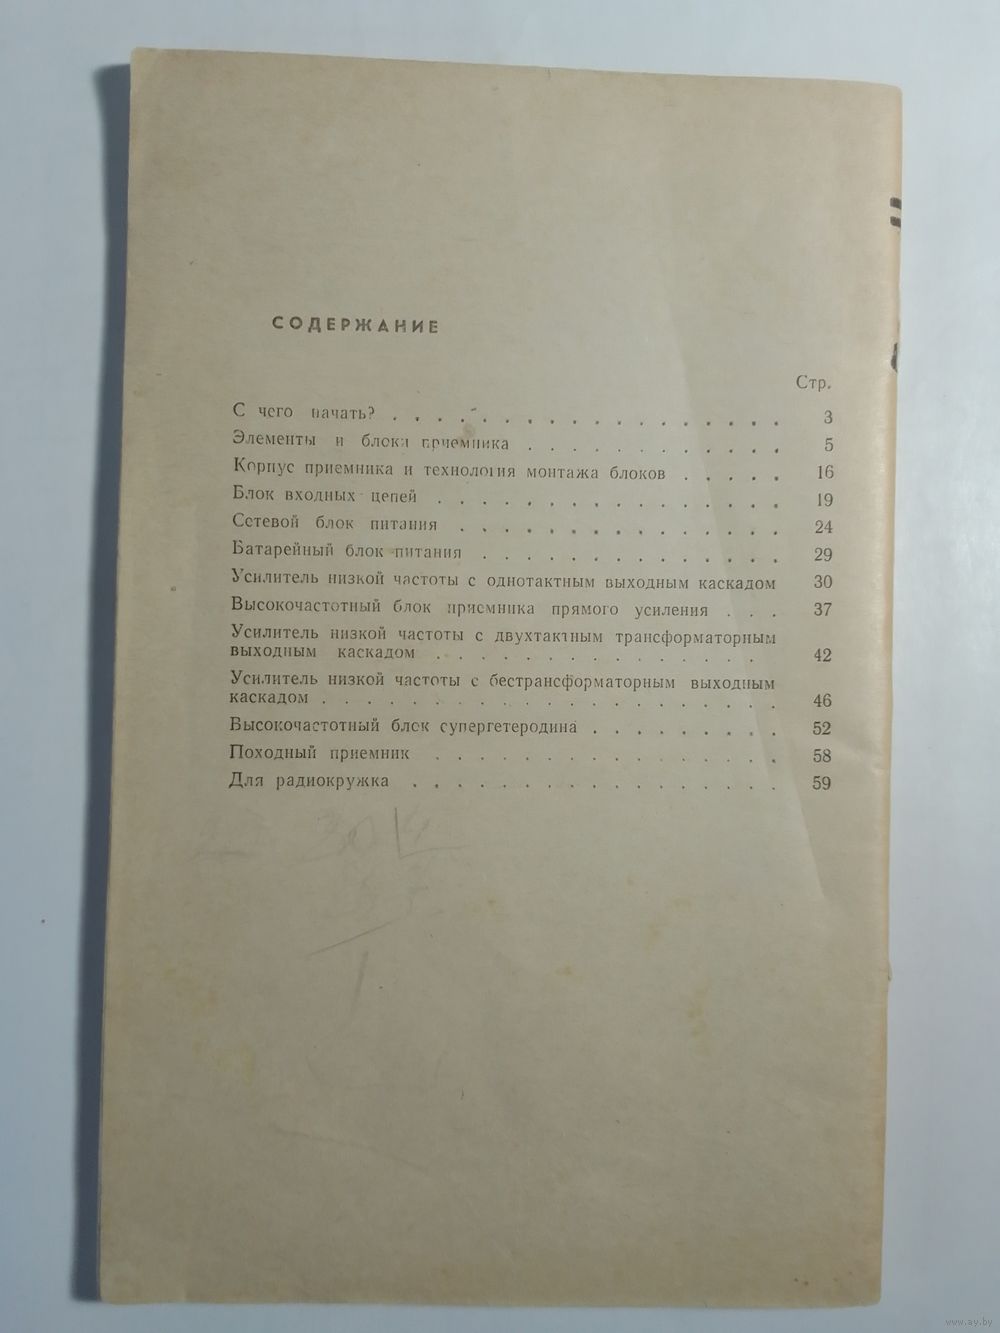 СОДЕРЖАНИЕ
Стр.
С чего начать? . . . . . . . . . . . . . . . . . . 3
Элементы и блоки приемника . . . . . . . . . . . . 5
Корпус приемника и технология монтажа блоков . . . . . 16
Блок входных цепей . . . . . . . . . . . . . . . . 19
Сетевой блок питания . . . . . . . . . . . . . . . 24
Батарейный блок питания . . . . . . . . . . . . . . 29
Усилитель низкой частоты с однотактным выходным каскадом 30
Высокочастотный блок приемника прямого усиления . . . 37
Усилитель низкой частоты с двухтактным трансформаторным
выходным каскадом . . . . . . . . . . . . . . . 42
Усилитель низкой частоты с бестрансформаторным выходным
каскадом . . . . . . . . . . . . . . . . . . . . . 46
Высокочастотный блок супергетеродина . . . . . . . . . 52
Походный приемник . . . . . . . . . . . . . . . . 58
Для радиокружка . . . . . . . . . . . . . . . . . 59
www.ay.by